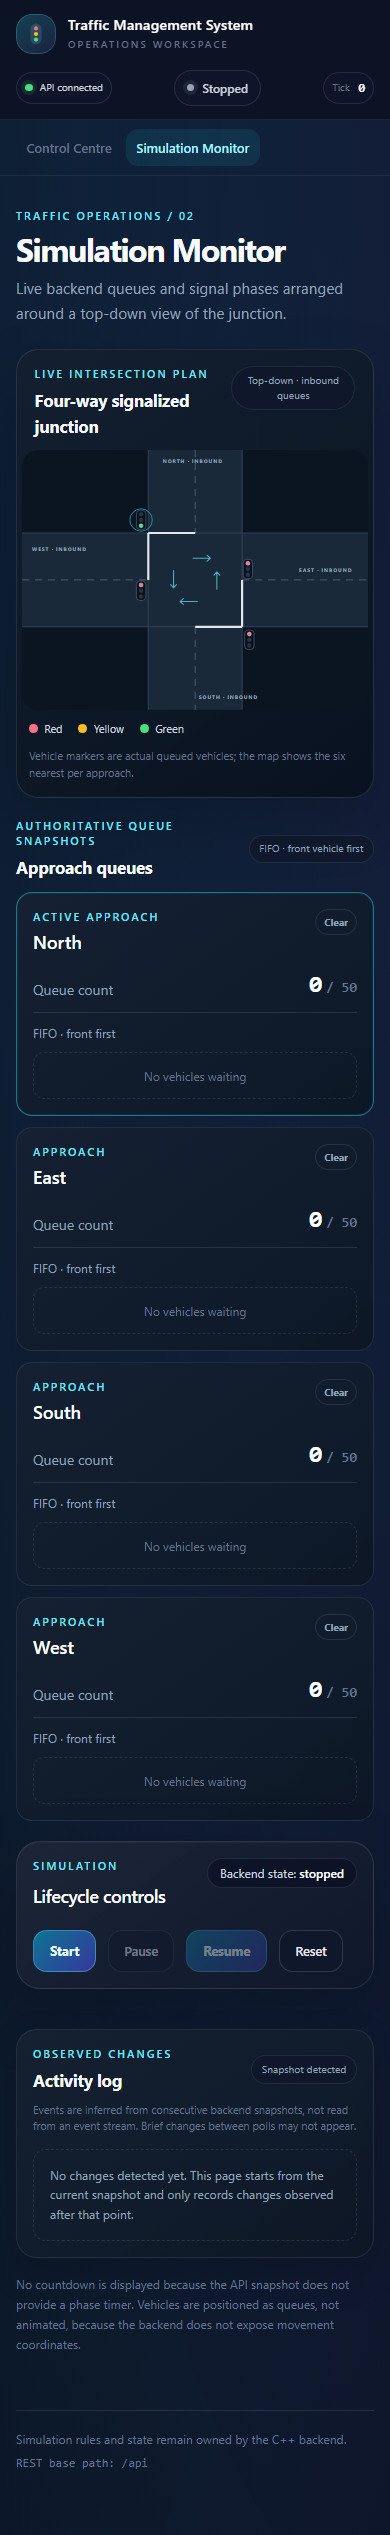 Traffic Management System
OPERATIONS WORKSPACE
API connected
Stopped
Tick 0
Control Centre
Simulation Monitor
TRAFFIC OPERATIONS / 02
Simulation Monitor
Live backend queues and signal phases arranged
around a top-down view of the junction.
LIVE INTERSECTION PLAN
Four-way signalized
junction
Top-down · inbound
queues
NORTH · INBOUND
WEST · INBOUND
EAST · INBOUND
SOUTH · INBOUND
Red
Yellow
Green
Vehicle markers are actual queued vehicles; the map shows the six
nearest per approach.
AUTHORITATIVE QUEUE
SNAPSHOTS
Approach queues
FIFO · front vehicle first
ACTIVE APPROACH
North
Clear
Queue count
0 / 50
FIFO · front first
No vehicles waiting
APPROACH
East
Clear
Queue count
0 / 50
FIFO · front first
No vehicles waiting
APPROACH
South
Clear
Queue count
0 / 50
FIFO · front first
No vehicles waiting
APPROACH
West
Clear
Queue count
0 / 50
FIFO · front first
No vehicles waiting
SIMULATION
Lifecycle controls
Backend state: stopped
Start
Pause
Resume
Reset
OBSERVED CHANGES
Activity log
Snapshot detected
Events are inferred from consecutive backend snapshots, not read
from an event stream. Brief changes between polls may not appear.
No changes detected yet. This page starts from the
current snapshot and only records changes observed
after that point.
No countdown is displayed because the API snapshot does not
provide a phase timer. Vehicles are positioned as queues, not
animated, because the backend does not expose movement
coordinates.
Simulation rules and state remain owned by the C++ backend.
REST base path: /api